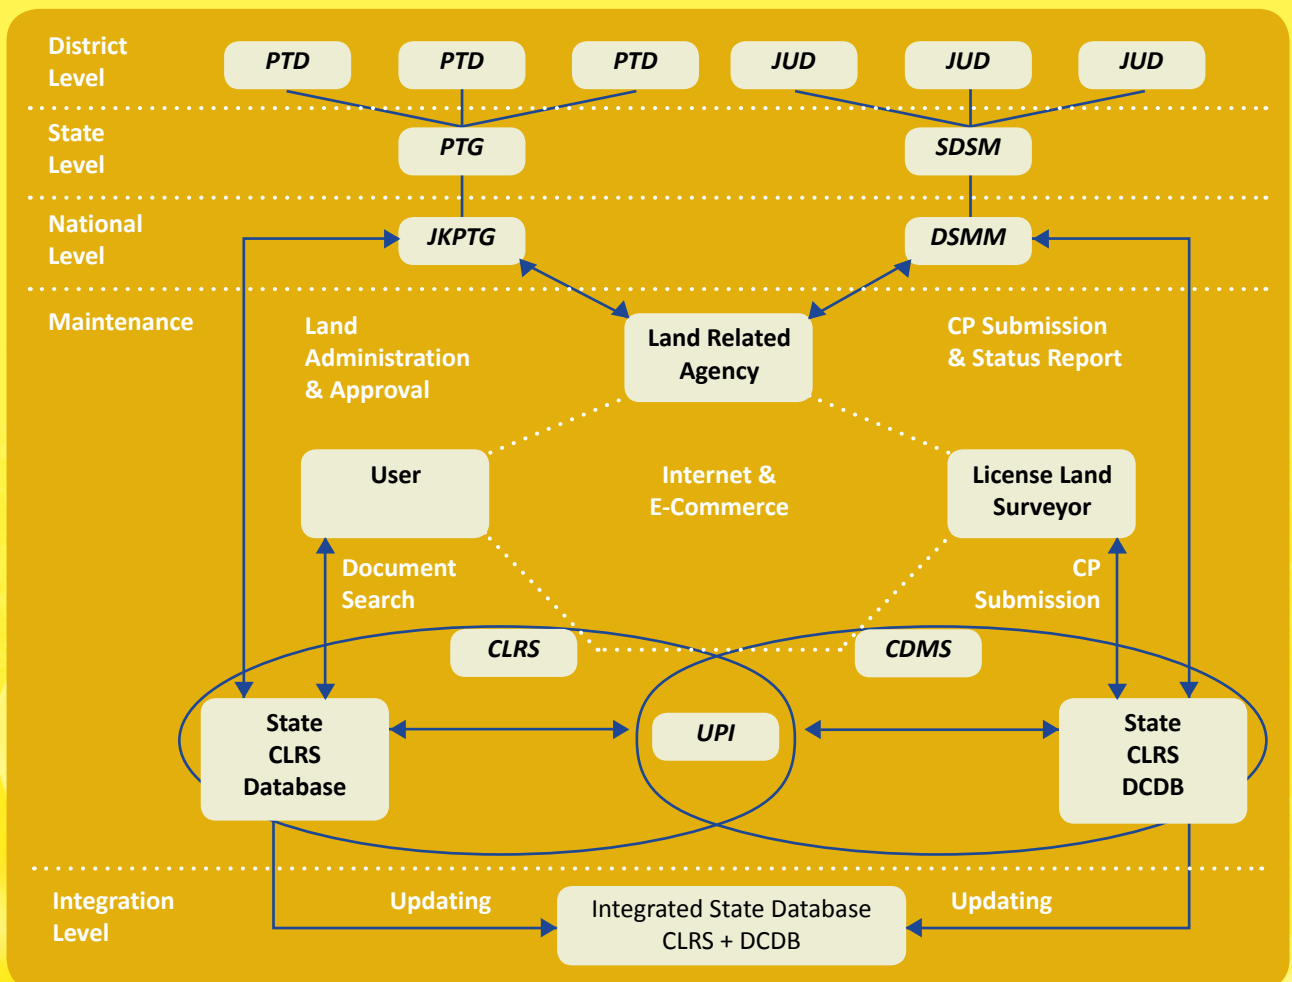 District
Level
PTD
PTD
PTD
JUD
JUD
JUD
State
Level
PTG
SDSM
National
Level
JKPTG
DSMM
Maintenance
Land
Administration
& Approval
Land Related
Agency
CP Submission
& Status Report
User
Internet &
E-Commerce
License Land
Surveyor
Document
Search
CP
Submission
CLRS
CDMS
State
CLRS
Database
UPI
State
CLRS
DCDB
Integration
Level
Updating
Integrated State Database
CLRS + DCDB
Updating